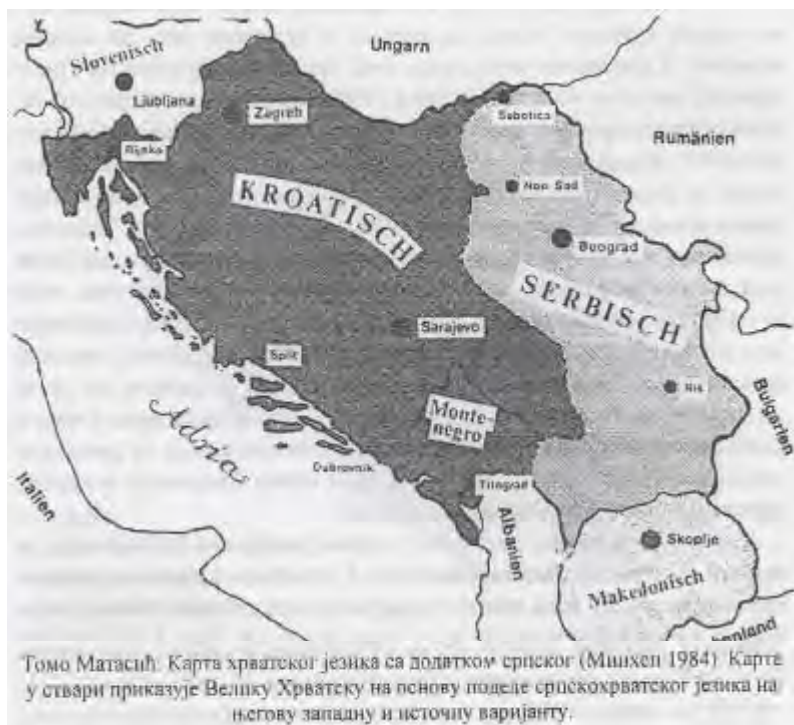 Ungarn
Slovenisch
Ljubljana
Zagreb
Rijeka
Subotica
Rumänien
Novi Sad
KROATISCH
Beograd
SERBISCH
Sarajevo
Split
Niš
Monte-
negro
Bulgarien
Adria
Dubrovnik
Titograd
Italien
Albanien
Skoplje
Makedonisch
Томо Матасић: Карта хрватског језика са додатком српског (Минхен 1984) Карта
у ствари приказује Велику Хрватску на основу поделе српскохрватског језика на
његову западну и источну варијанту.